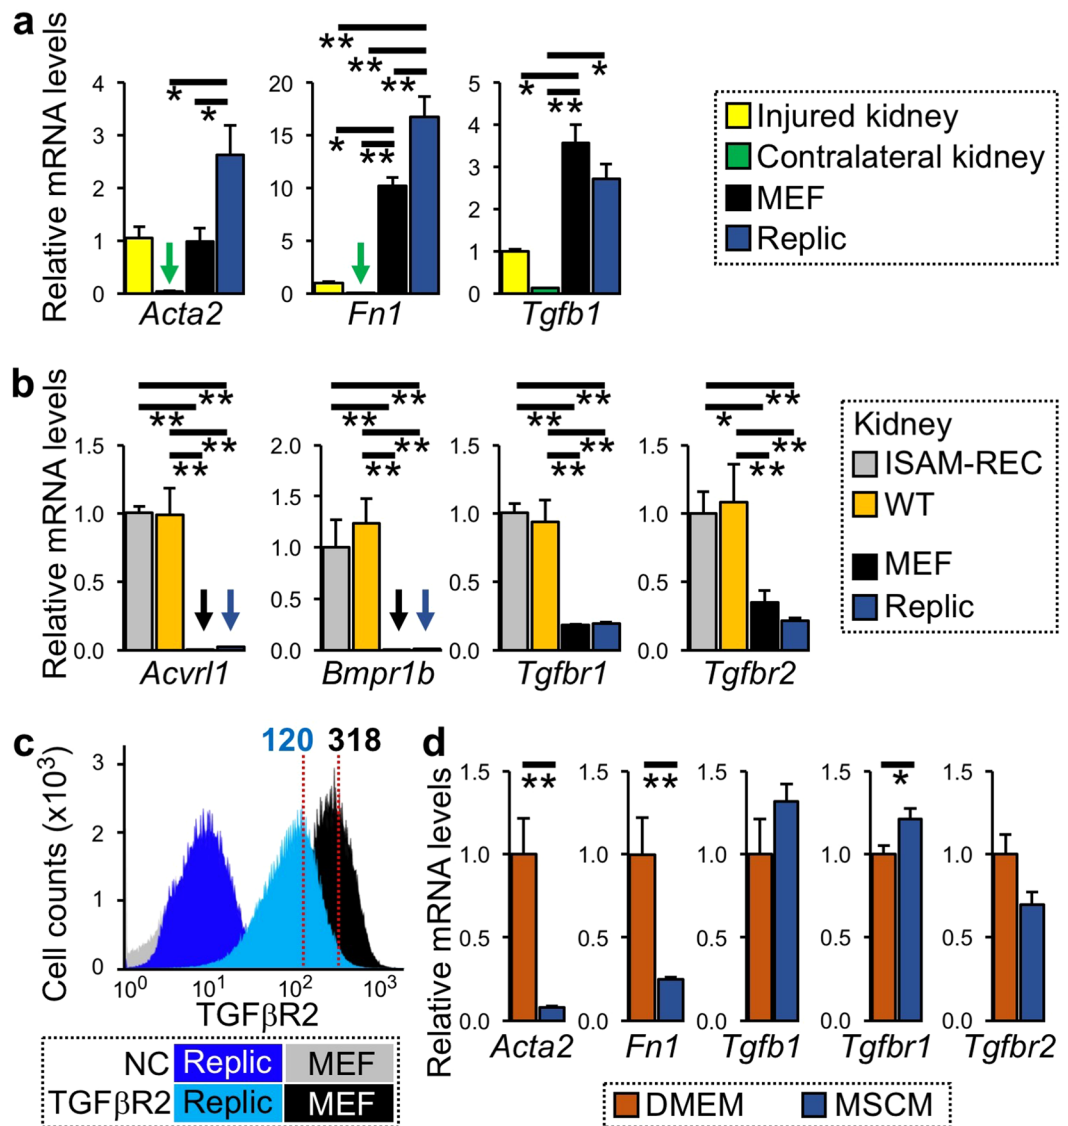 a
Relative mRNA levels
4
3
2
1
0
*
*
Acta2
20
15
10
5
0
**
**
**
*
**
Fn1
5
4
3
2
1
0
*
*
**
Tgfb1
Injured kidney
Contralateral kidney
MEF
Replic
b
Relative mRNA levels
1.5
1.0
0.5
0.0
**
**
**
**
Acvrl1
2.0
1.5
1.0
0.5
0.0
**
**
**
**
Bmpr1b
1.5
1.0
0.5
0.0
**
**
**
**
Tgfbr1
1.5
1.0
0.5
0.0
**
*
**
**
Tgfbr2
Kidney
ISAM-REC
WT
MEF
Replic
c
120 318
Cell counts (x10³)
3
2
1
0
10⁰ 10¹ 10² 10³
TGFβR2
NC Replic MEF
TGFβR2 Replic MEF
d
Relative mRNA levels
1.5
1.0
0.5
0.0
**
Acta2
1.5
1.0
0.5
0.0
**
Fn1
1.5
1.0
0.5
0.0
Tgfb1
1.5
1.0
0.5
0.0
*
Tgfbr1
1.5
1.0
0.5
0.0
Tgfbr2
DMEM MSCM